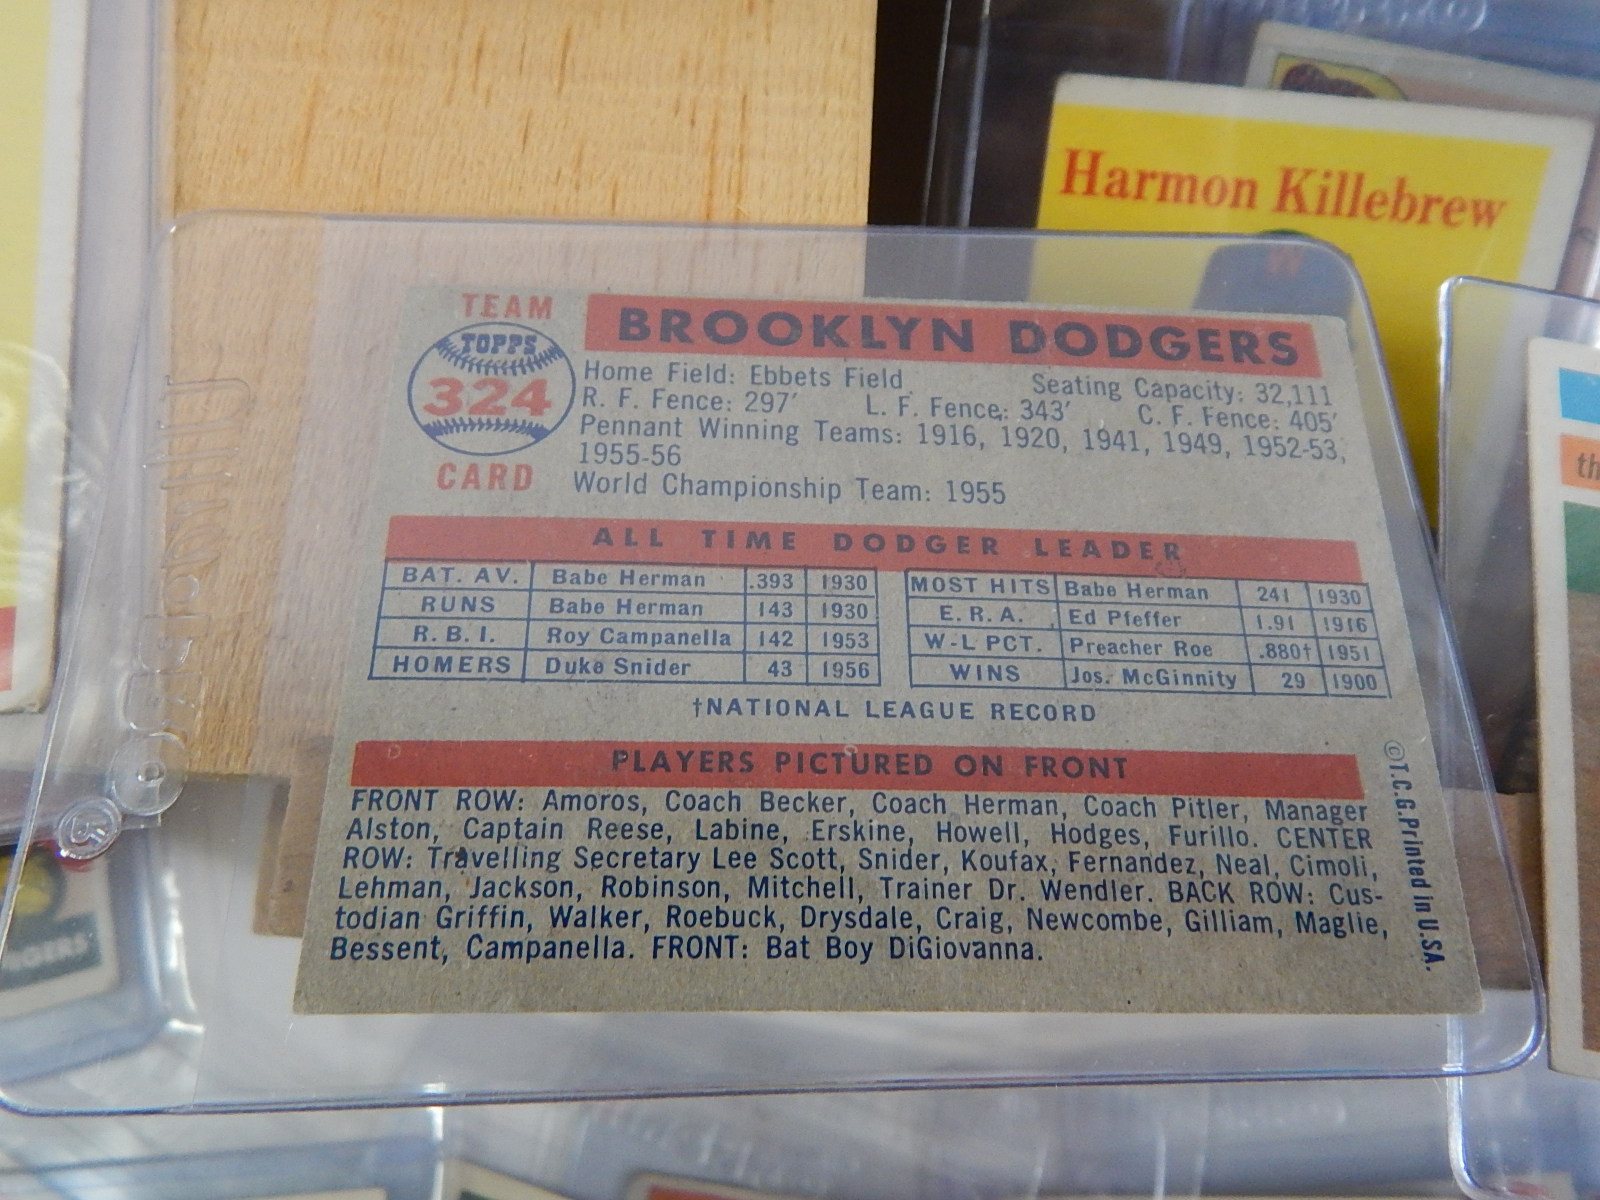 Harmon Killebrew
W
th
TEAM
TOPPS
324
CARD
BROOKLYN DODGERS
Home Field: Ebbets Field Seating Capacity: 32,111
R. F. Fence: 297' L. F. Fence: 343' C. F. Fence: 405'
Pennant Winning Teams: 1916, 1920, 1941, 1949, 1952-53,
1955-56
World Championship Team: 1955
ALL TIME DODGER LEADER
BAT. AV. Babe Herman .393 1930 MOST HITS Babe Herman 241 1930
RUNS Babe Herman 143 1930 E. R. A. Ed Pfeffer 1.91 1916
R. B. I. Roy Campanella 142 1953 W-L PCT. Preacher Roe .880† 1951
HOMERS Duke Snider 43 1956 WINS Jos. McGinnity 29 1900
†NATIONAL LEAGUE RECORD
PLAYERS PICTURED ON FRONT
FRONT ROW: Amoros, Coach Becker, Coach Herman, Coach Pitler, Manager
Alston, Captain Reese, Labine, Erskine, Howell, Hodges, Furillo. CENTER
ROW: Travelling Secretary Lee Scott, Snider, Koufax, Fernandez, Neal, Cimoli,
Lehman, Jackson, Robinson, Mitchell, Trainer Dr. Wendler. BACK ROW: Cus-
todian Griffin, Walker, Roebuck, Drysdale, Craig, Newcombe, Gilliam, Maglie,
Bessent, Campanella. FRONT: Bat Boy DiGiovanna.
©T.C.G.Printed in U.S.A.